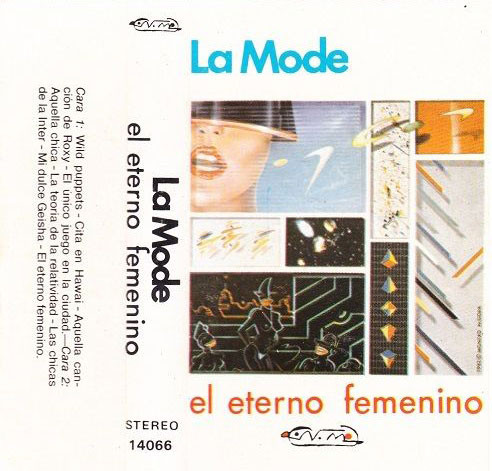 Cara 1: Wild puppets - Cita en Hawai - Aquella can-
ción de Roxy - El único juego en la ciudad.—Cara 2:
Aquella chica - La teoría de la relatividad - Las chicas
de la Inter - Mi dulce Geisha - El eterno femenino.
La Mode
el eterno femenino
STEREO
14066
La Mode
el eterno femenino